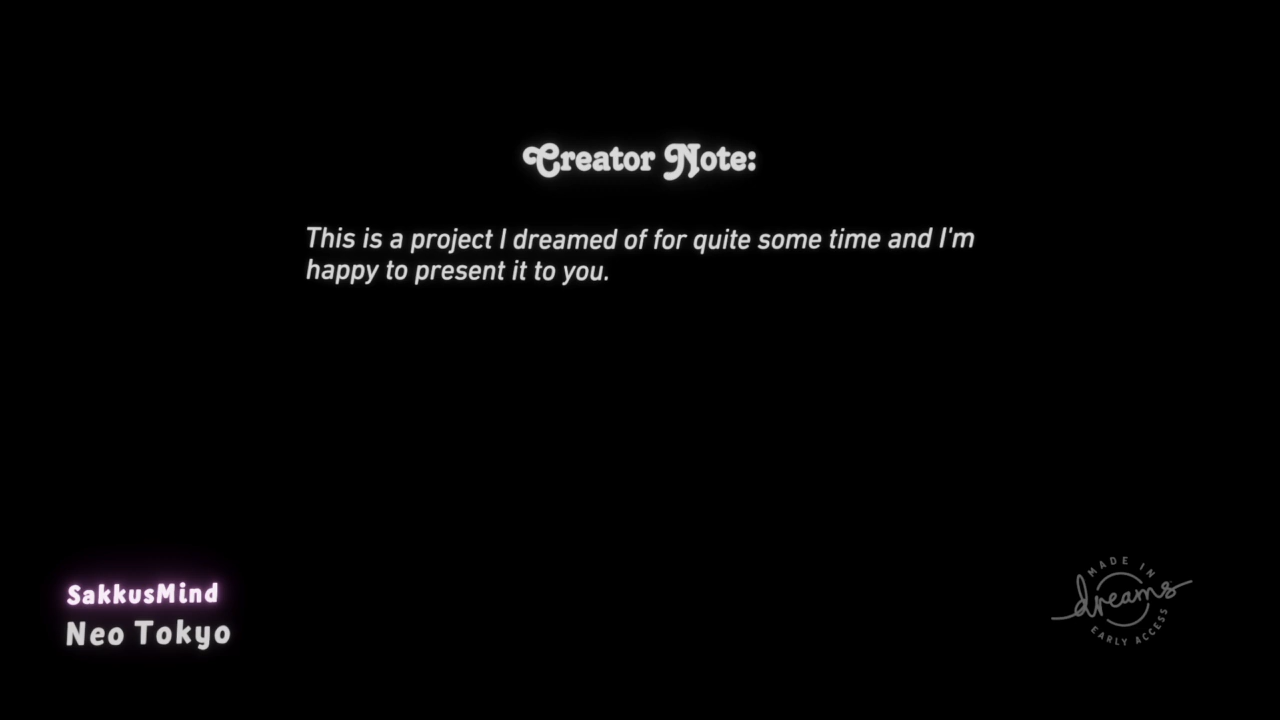 Creator Note:
This is a project I dreamed of for quite some time and I'm
happy to present it to you.
SakkusMind
Neo Tokyo
MADE IN
dreams
EARLY ACCESS